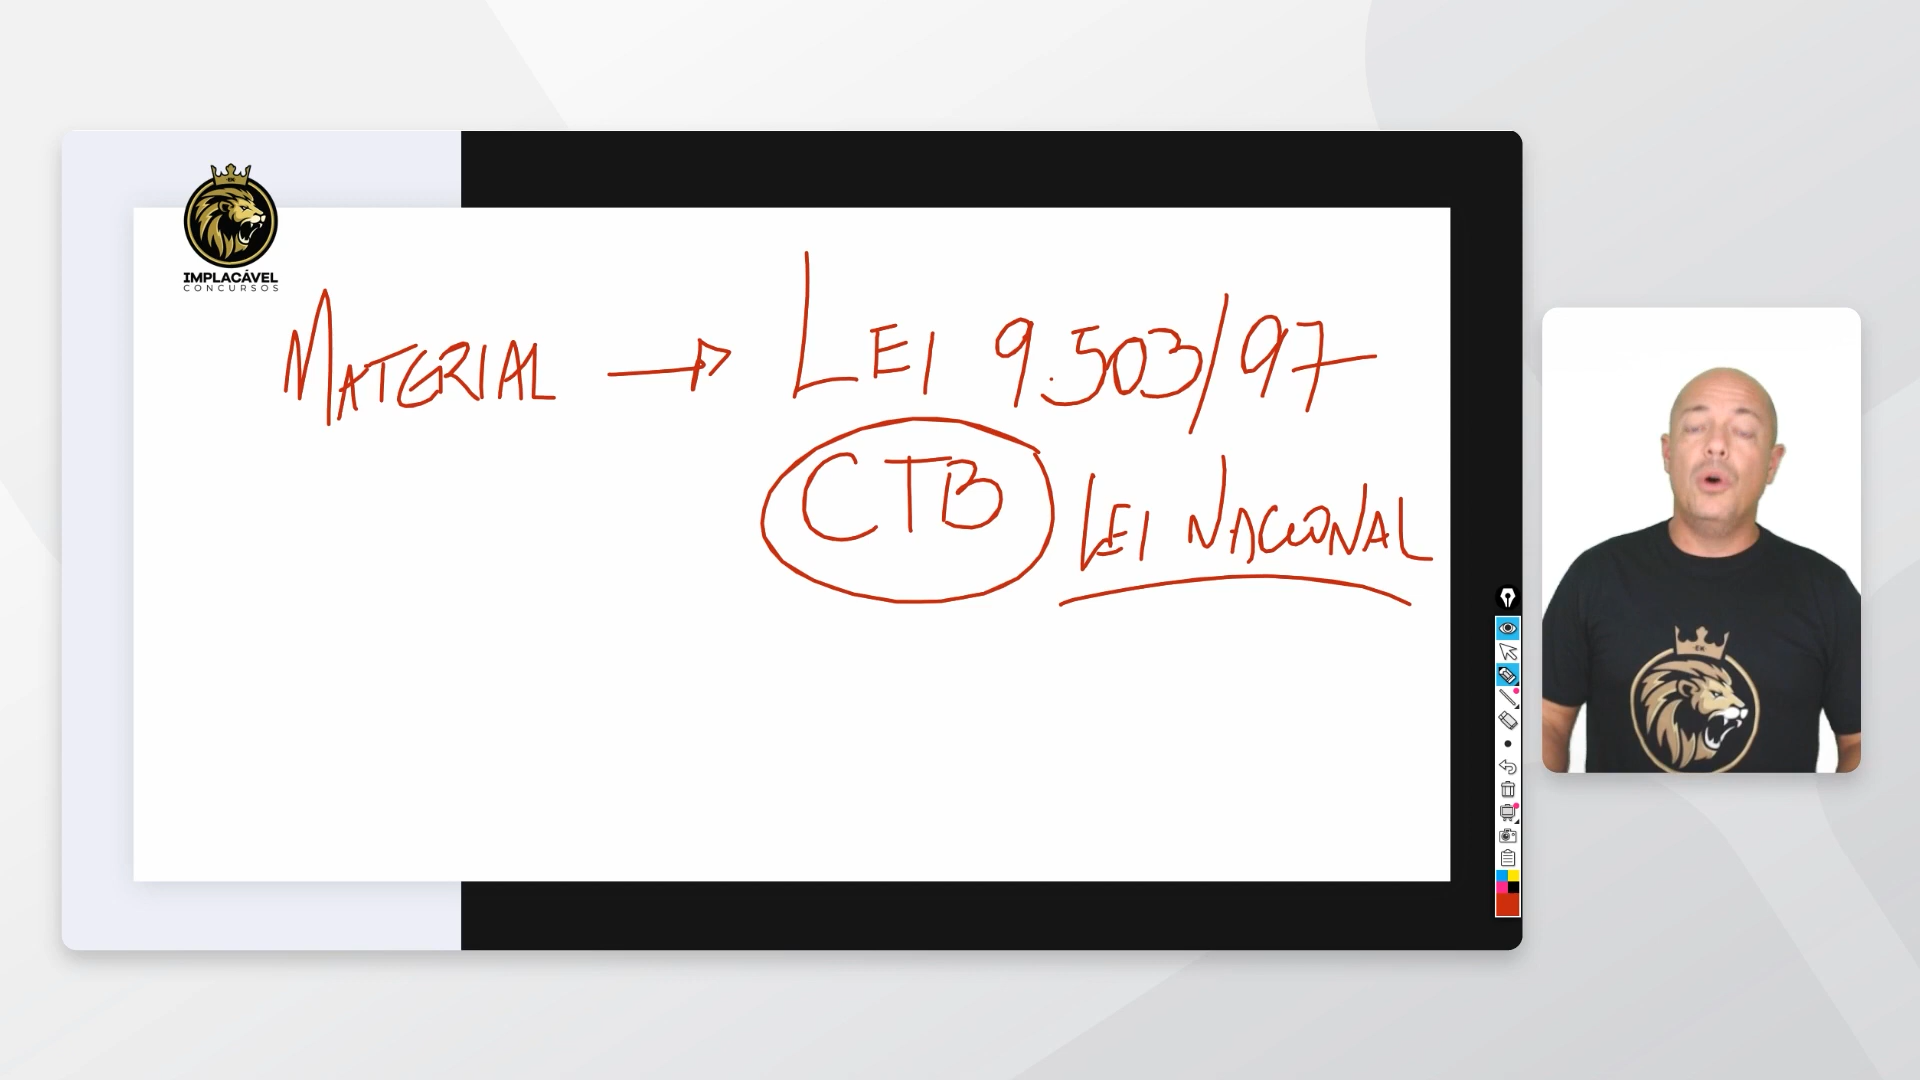 IMPLACÁVEL
CONCURSOS
MATERIAL → LEI 9.503/97
CTB LEI NACIONAL